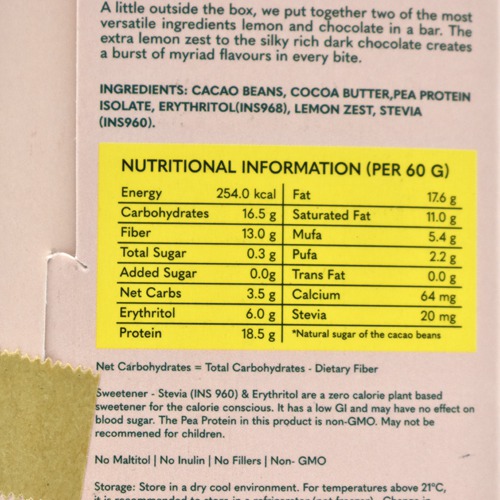 A little outside the box, we put together two of the most
versatile ingredients lemon and chocolate in a bar. The
extra lemon zest to the silky rich dark chocolate creates
a burst of myriad flavours in every bite.
INGREDIENTS: CACAO BEANS, COCOA BUTTER,PEA PROTEIN
ISOLATE, ERYTHRITOL(INS968), LEMON ZEST, STEVIA
(INS960).
NUTRITIONAL INFORMATION (PER 60 G)
Energy 254.0 kcal Fat 17.6 g
Carbohydrates 16.5 g Saturated Fat 11.0 g
Fiber 13.0 g Mufa 5.4 g
Total Sugar 0.3 g Pufa 2.2 g
Added Sugar 0.0g Trans Fat 0.0 g
Net Carbs 3.5 g Calcium 64 mg
Erythritol 6.0 g Stevia 20 mg
Protein 18.5 g *Natural sugar of the cacao beans
Net Carbohydrates = Total Carbohydrates - Dietary Fiber
Sweetener - Stevia (INS 960) & Erythritol are a zero calorie plant based
sweetener for the calorie conscious. It has a low GI and may have no effect on
blood sugar. The Pea Protein in this product is non-GMO. May not be
recommended for children.
No Maltitol | No Inulin | No Fillers | Non- GMO
Storage: Store in a dry cool environment. For temperatures above 21°C,